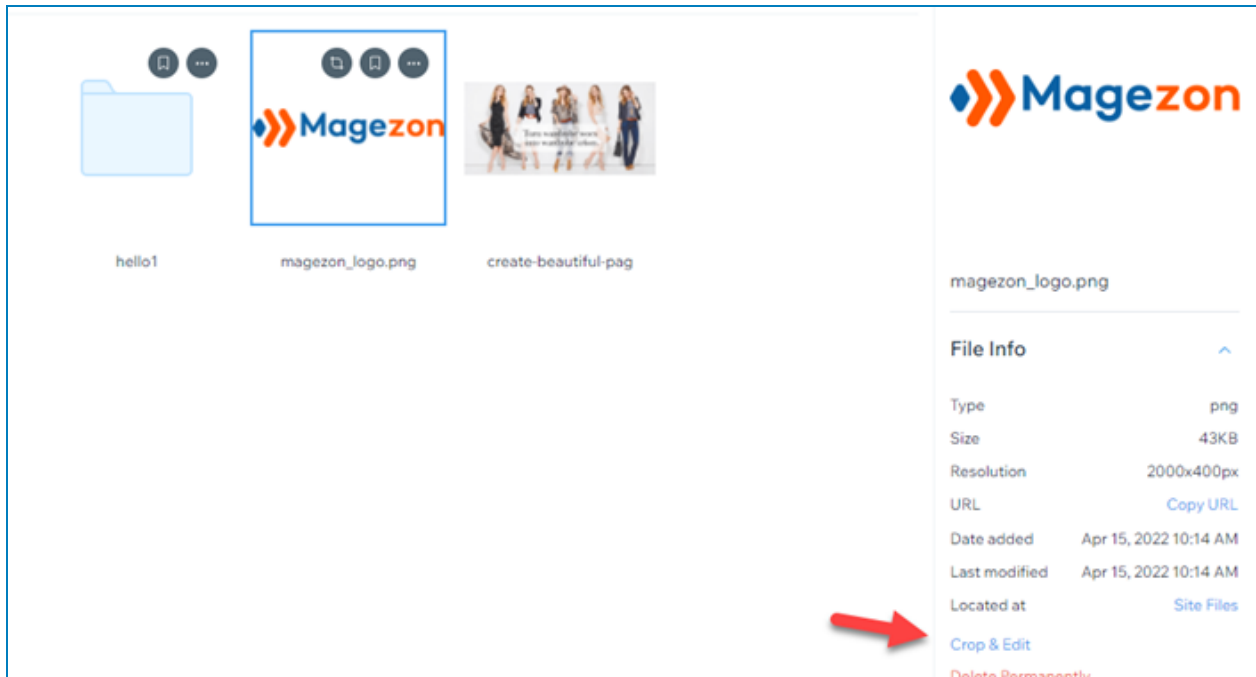 Magezon
hello1
magezon_logo.png
create-beautiful-pag
Magezon
magezon_logo.png
File Info
Type png
Size 43KB
Resolution 2000x400px
URL Copy URL
Date added Apr 15, 2022 10:14 AM
Last modified Apr 15, 2022 10:14 AM
Located at Site Files
Crop & Edit
Delete Permanently